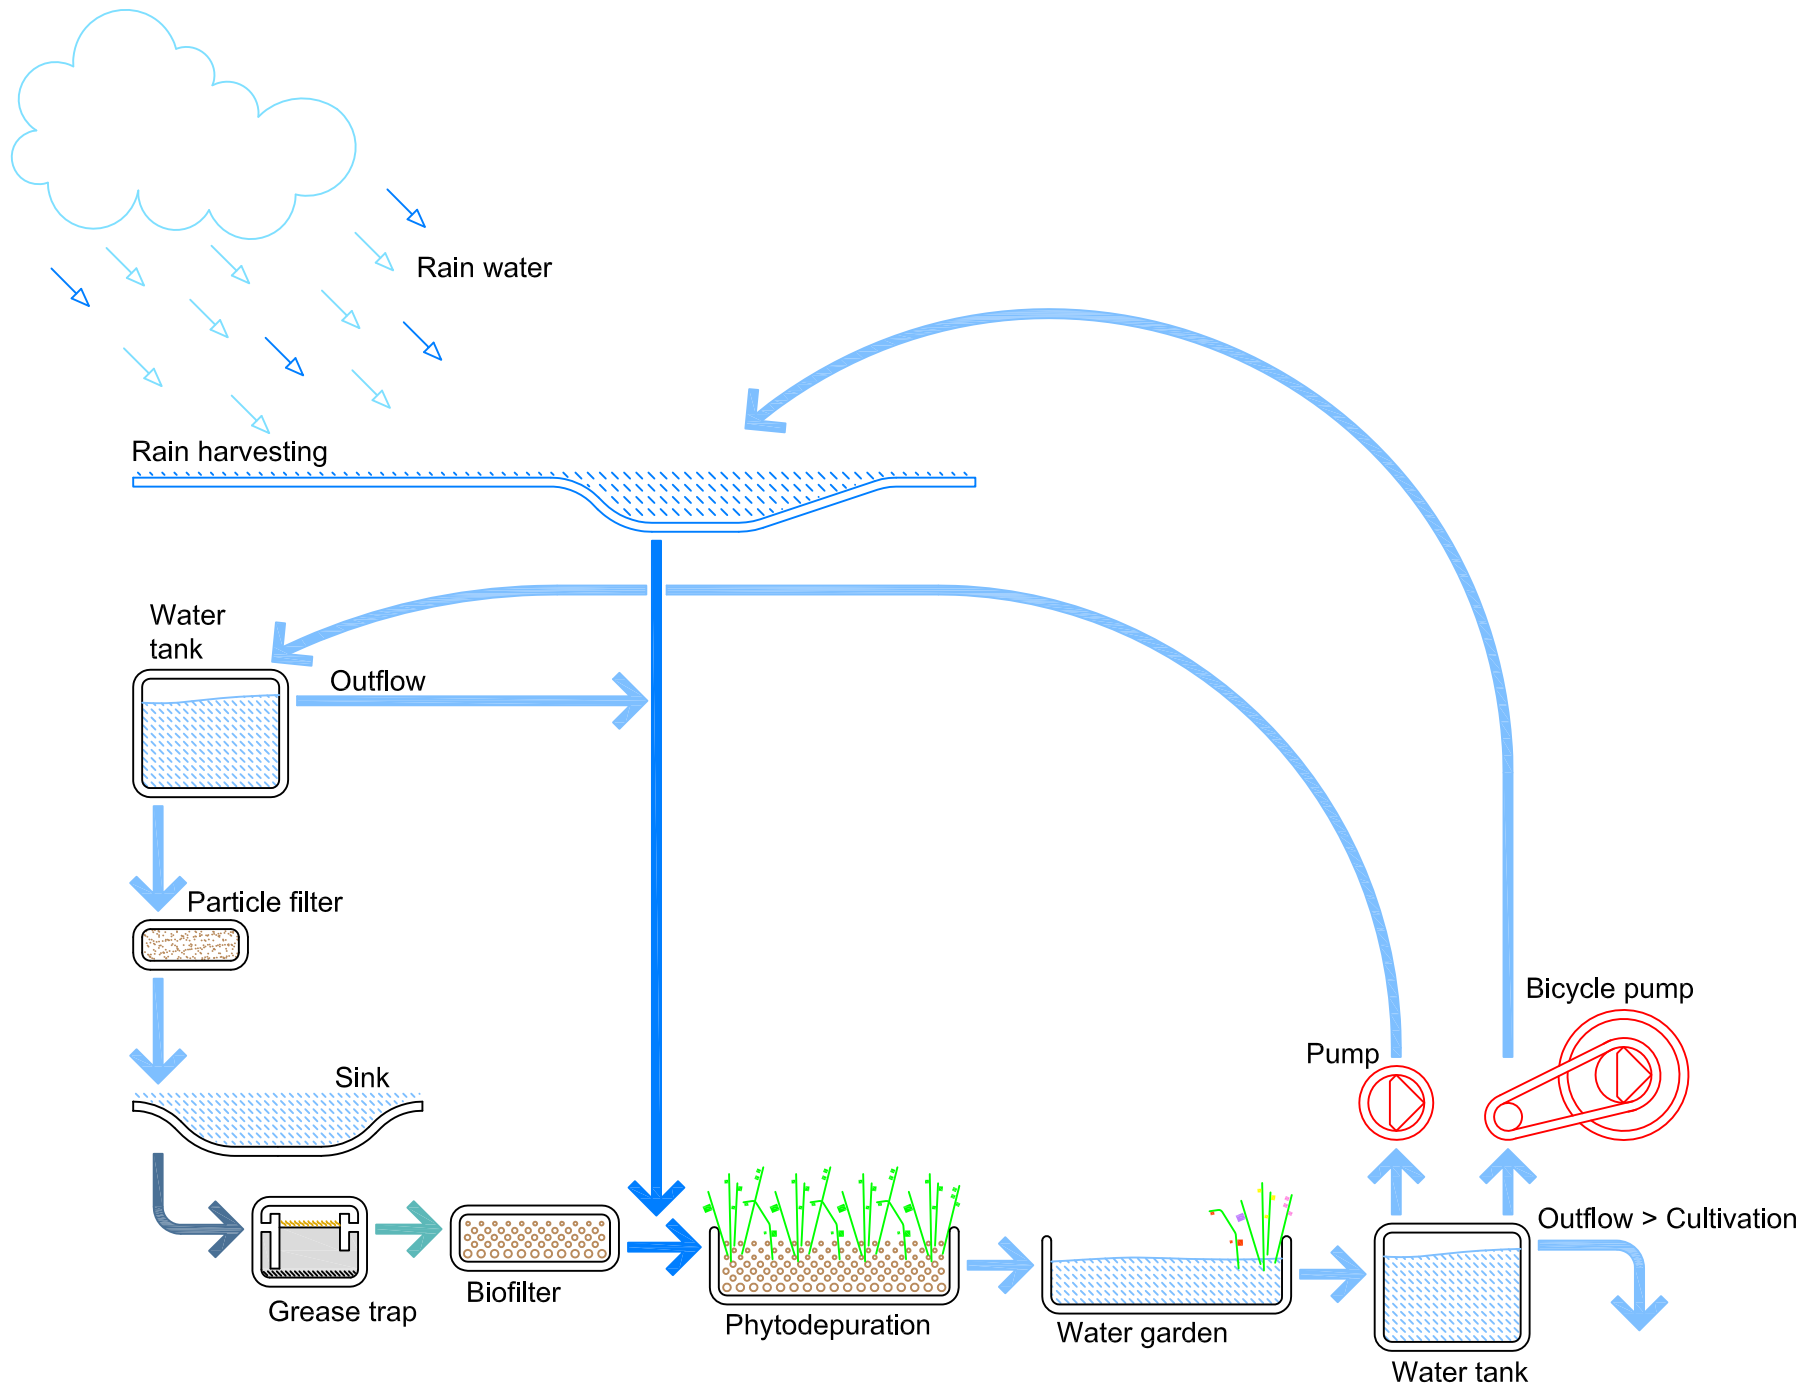 Rain water
Rain harvesting
Water
tank
Outflow
Particle filter
Sink
Grease trap
Biofilter
Phytodepuration
Water garden
Water tank
Pump
Bicycle pump
Outflow > Cultivation